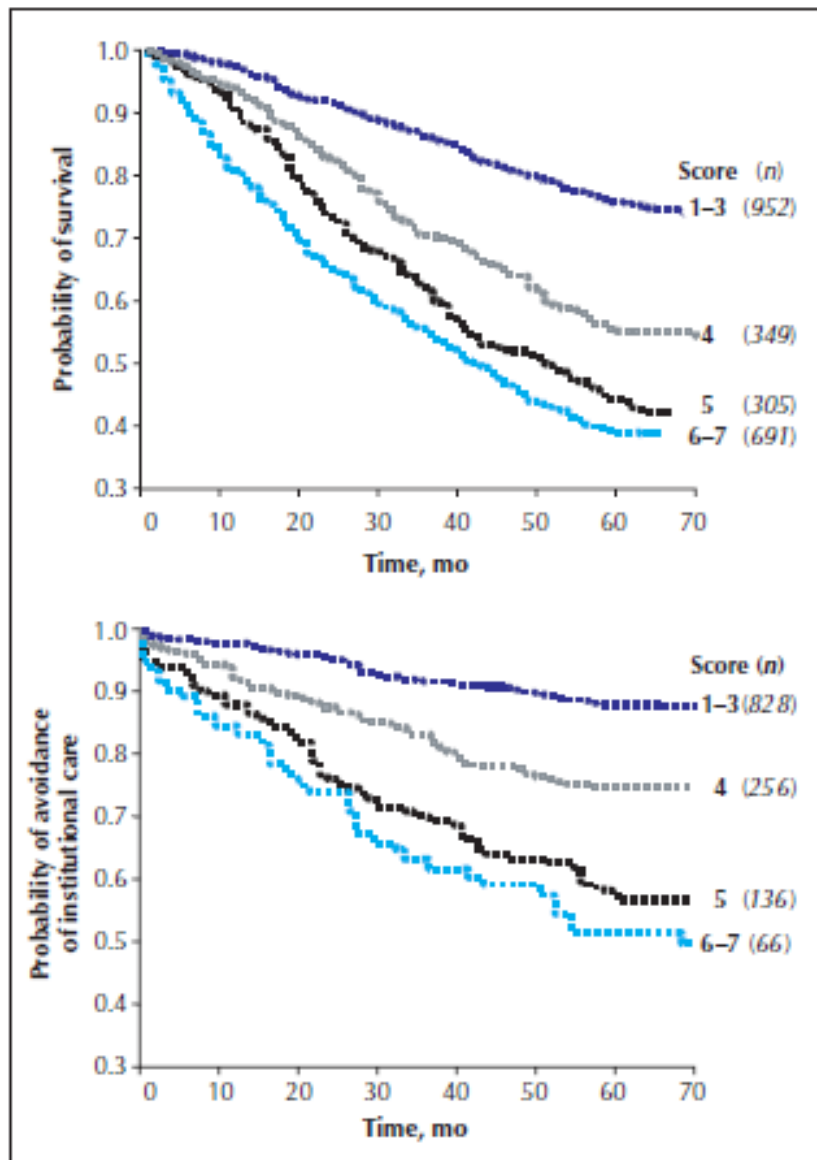 1.0
0.9
0.8
0.7
0.6
0.5
0.4
0.3
Probability of survival
Score (n)
1–3 (952)
4 (349)
5 (305)
6–7 (691)
0 10 20 30 40 50 60 70
Time, mo
1.0
0.9
0.8
0.7
0.6
0.5
0.4
0.3
Probability of avoidance
of institutional care
Score (n)
1–3 (828)
4 (256)
5 (136)
6–7 (66)
0 10 20 30 40 50 60 70
Time, mo